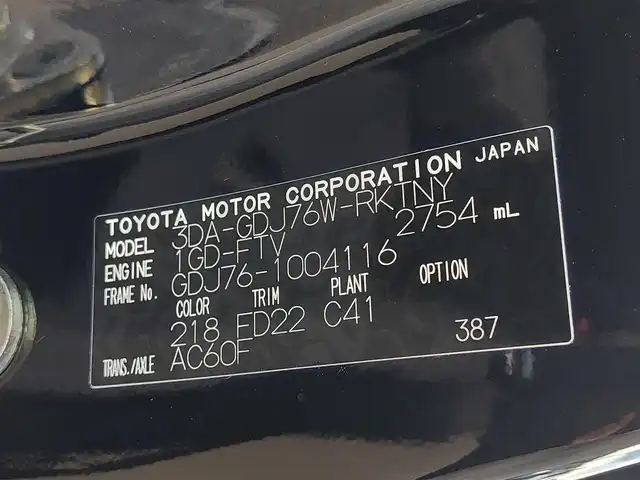 TOYOTA MOTOR CORPORATION JAPAN
MODEL 3DA-GDJ76W-RKTNY
ENGINE 1GD-FTV 2754 mL
FRAME No. GDJ76-1004116
COLOR TRIM PLANT OPTION
218 FD22 C41
TRANS./AXLE AC60F 387